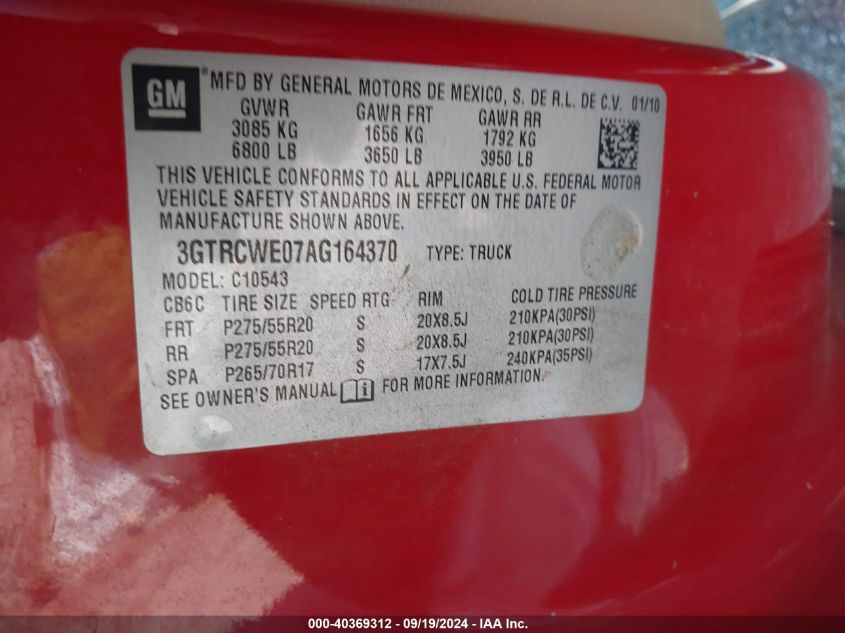 GM ® MFD BY GENERAL MOTORS DE MEXICO, S. DE R.L. DE C.V. 01/10
GVWR GAWR FRT GAWR RR
3085 KG 1656 KG 1792 KG
6800 LB 3650 LB 3950 LB
THIS VEHICLE CONFORMS TO ALL APPLICABLE U.S. FEDERAL MOTOR
VEHICLE SAFETY STANDARDS IN EFFECT ON THE DATE OF
MANUFACTURE SHOWN ABOVE.
3GTRCWE07AG164370 TYPE: TRUCK
MODEL: C10543
CB6C TIRE SIZE SPEED RTG RIM COLD TIRE PRESSURE
FRT P275/55R20 S 20X8.5J 210KPA(30PSI)
RR P275/55R20 S 20X8.5J 210KPA(30PSI)
SPA P265/70R17 S 17X7.5J 240KPA(35PSI)
SEE OWNER'S MANUAL i FOR MORE INFORMATION.
000-40369312 - 09/19/2024 - IAA Inc.